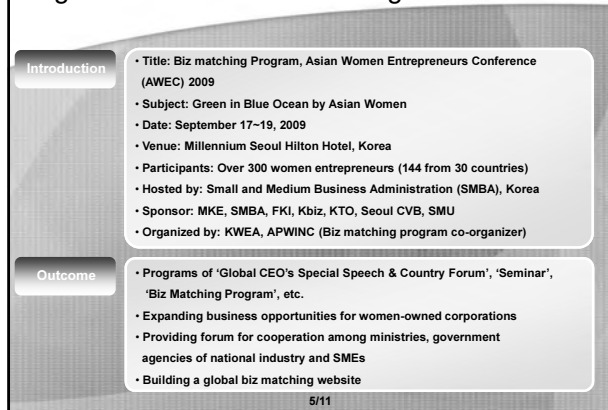 Introduction
• Title: Biz matching Program, Asian Women Entrepreneurs Conference
(AWEC) 2009
• Subject: Green in Blue Ocean by Asian Women
• Date: September 17~19, 2009
• Venue: Millennium Seoul Hilton Hotel, Korea
• Participants: Over 300 women entrepreneurs (144 from 30 countries)
• Hosted by: Small and Medium Business Administration (SMBA), Korea
• Sponsor: MKE, SMBA, FKI, Kbiz, KTO, Seoul CVB, SMU
• Organized by: KWEA, APWINC (Biz matching program co-organizer)
Outcome
• Programs of ‘Global CEO’s Special Speech & Country Forum’, ‘Seminar’,
‘Biz Matching Program’, etc.
• Expanding business opportunities for women-owned corporations
• Providing forum for cooperation among ministries, government
agencies of national industry and SMEs
• Building a global biz matching website
5/11